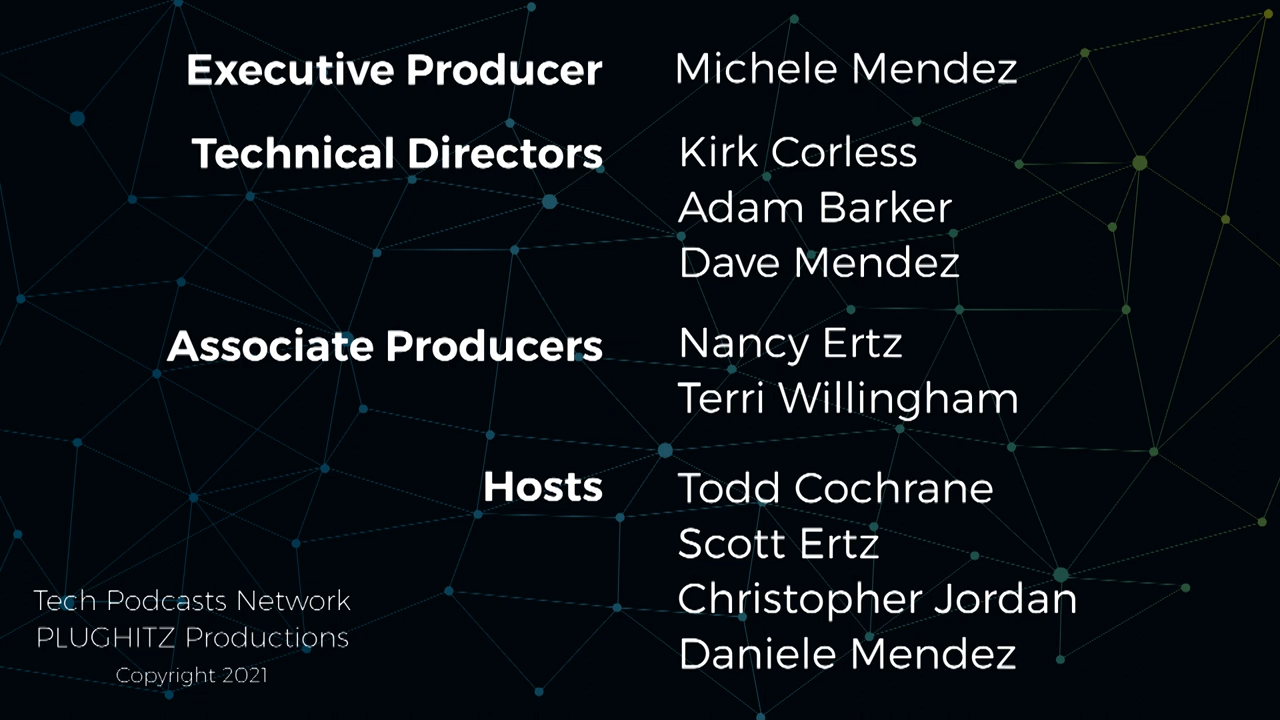 Executive Producer Michele Mendez
Technical Directors Kirk Corless
Adam Barker
Dave Mendez
Associate Producers Nancy Ertz
Terri Willingham
Hosts Todd Cochrane
Scott Ertz
Christopher Jordan
Daniele Mendez
Tech Podcasts Network
PLUGHITZ Productions
Copyright 2021